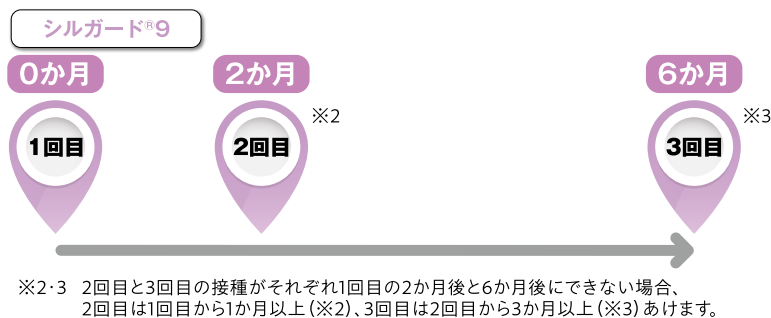 シルガード®9
0か月
2か月
6か月
※2
※3
1回目
2回目
3回目
※2・3 2回目と3回目の接種がそれぞれ1回目の2か月後と6か月後にできない場合、
2回目は1回目から1か月以上（※2）、3回目は2回目から3か月以上（※3）あけます。